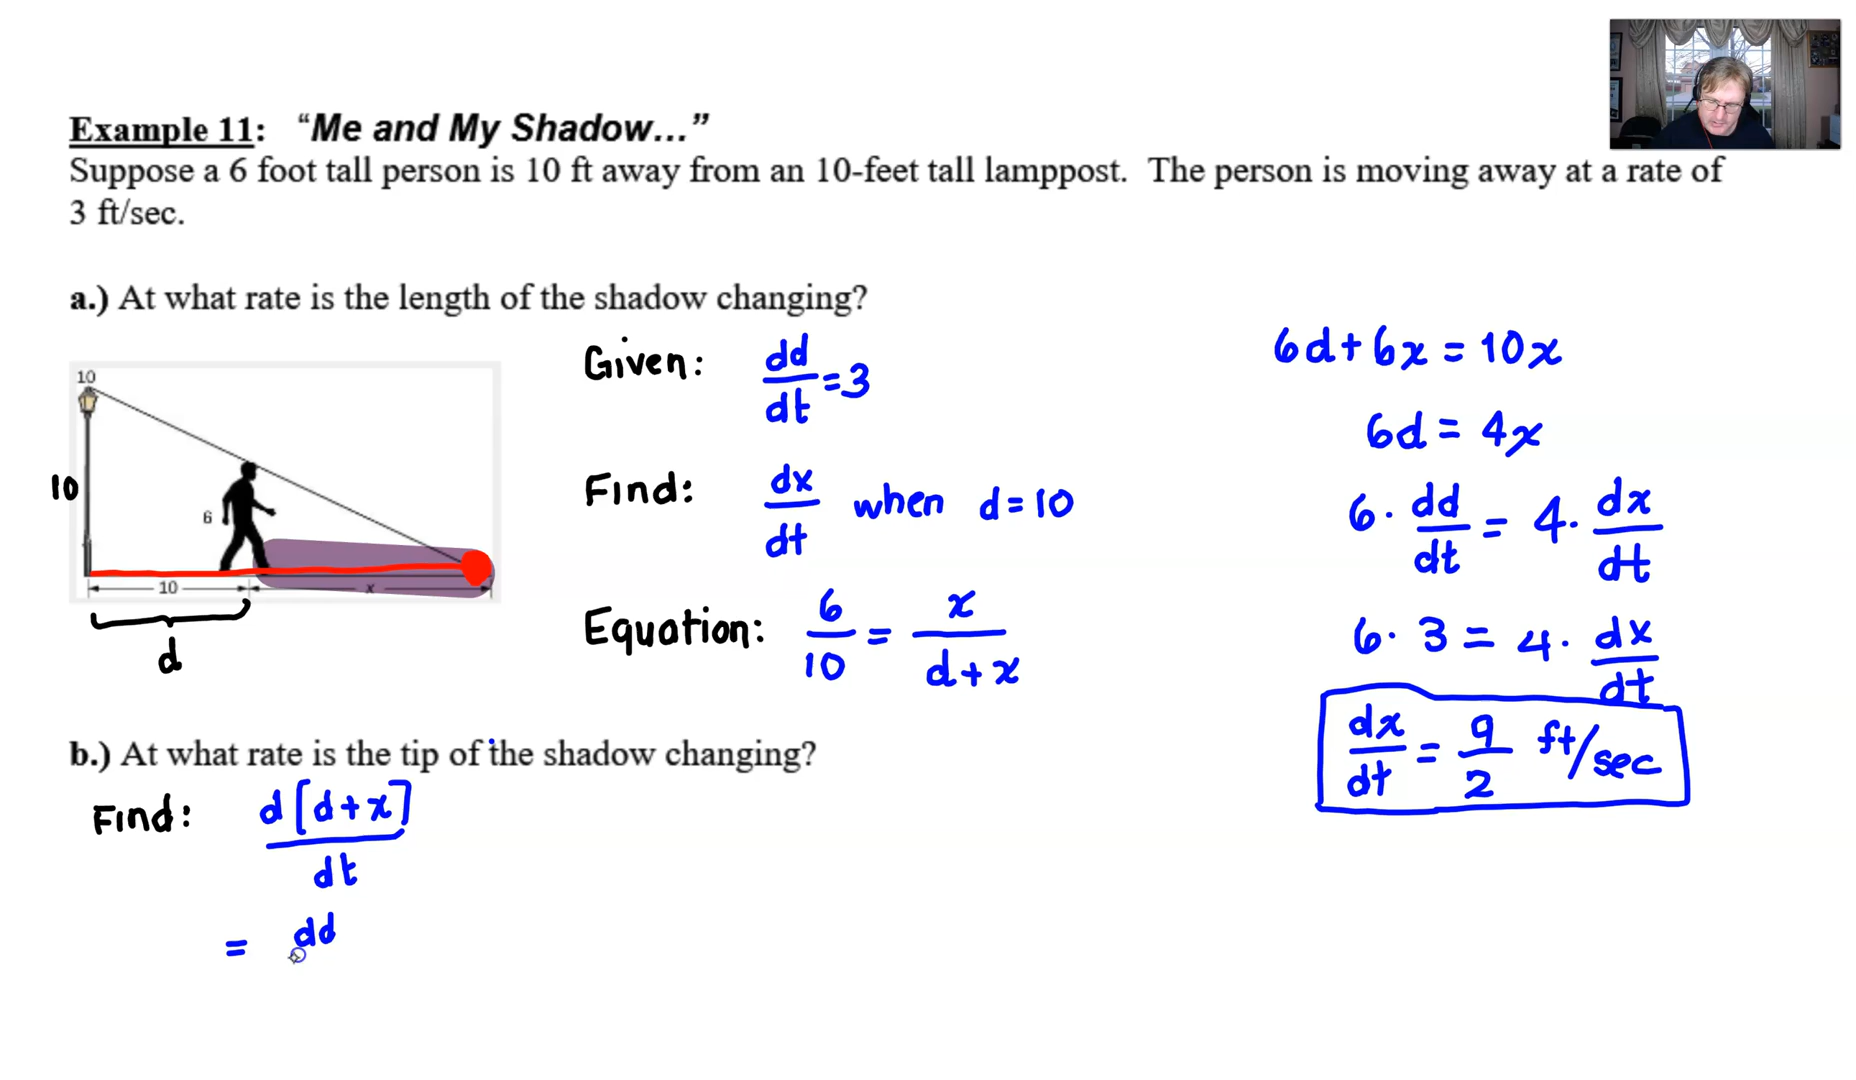 Example 11: “Me and My Shadow…”
Suppose a 6 foot tall person is 10 ft away from an 10-feet tall lamppost. The person is moving away at a rate of
3 ft/sec.
a.) At what rate is the length of the shadow changing?
10
10
6
10
x
d
Given: dd/dt = 3
Find: dx/dt when d = 10
Equation: 6/10 = x/(d+x)
6d + 6x = 10x
6d = 4x
6 · dd/dt = 4 · dx/dt
6 · 3 = 4 · dx/dt
dx/dt = 9/2 ft/sec
b.) At what rate is the tip of the shadow changing?
Find: d[d+x]/dt
= dd